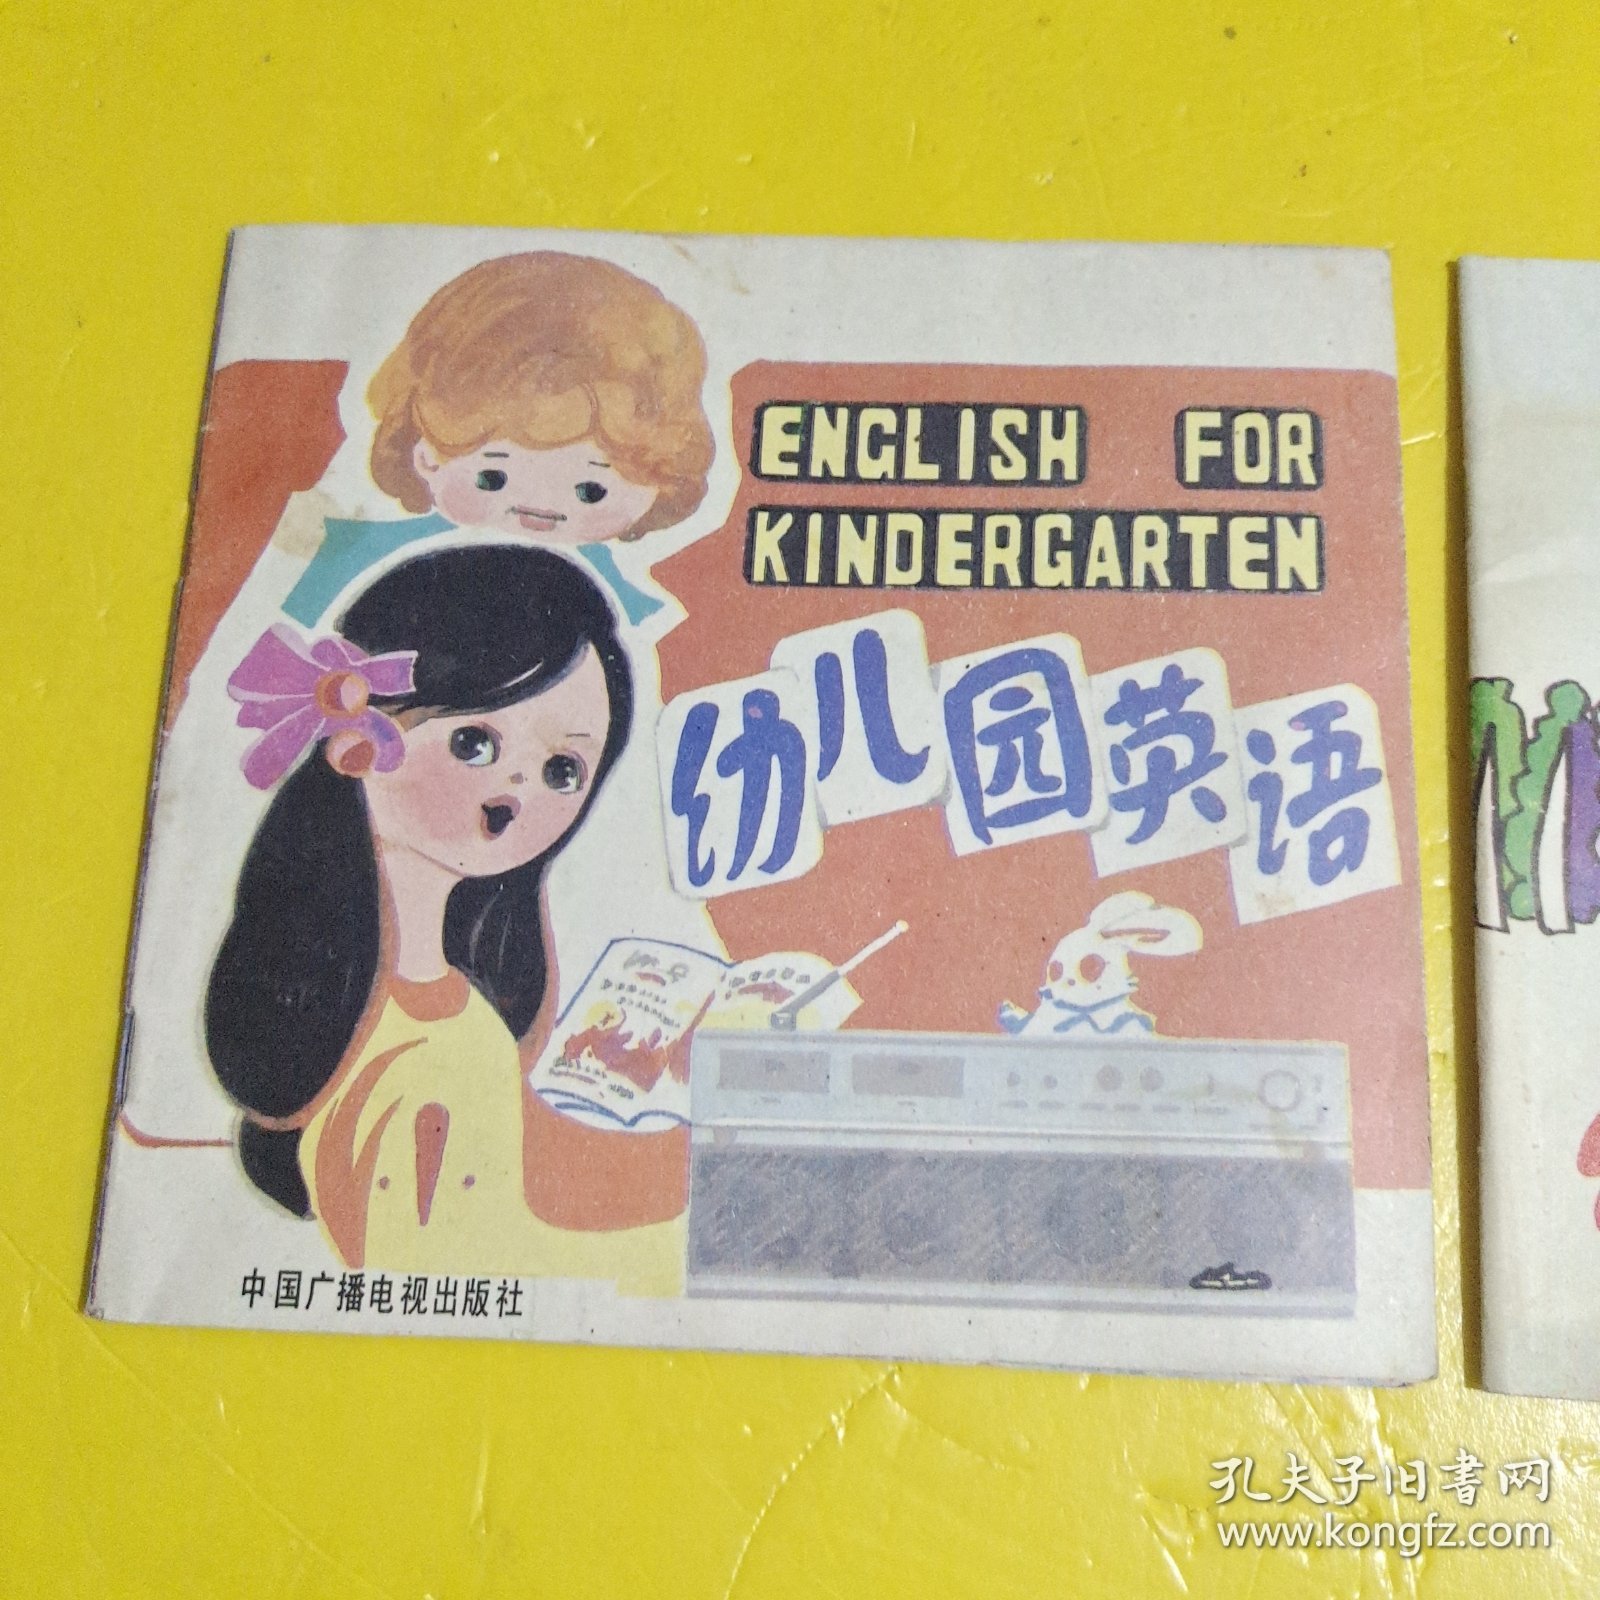 ENGLISH FOR
KINDERGARTEN
幼儿园英语
中国广播电视出版社
孔夫子旧书网
www.kongfz.com